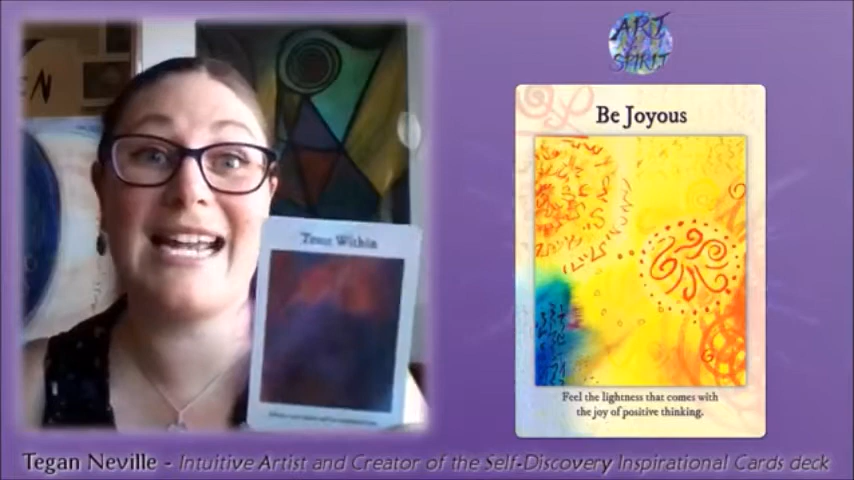 N
Trust Within
ART
SPIRIT
Be Joyous
Feel the lightness that comes with
the joy of positive thinking.
Tegan Neville - Intuitive Artist and Creator of the Self-Discovery Inspirational Cards deck